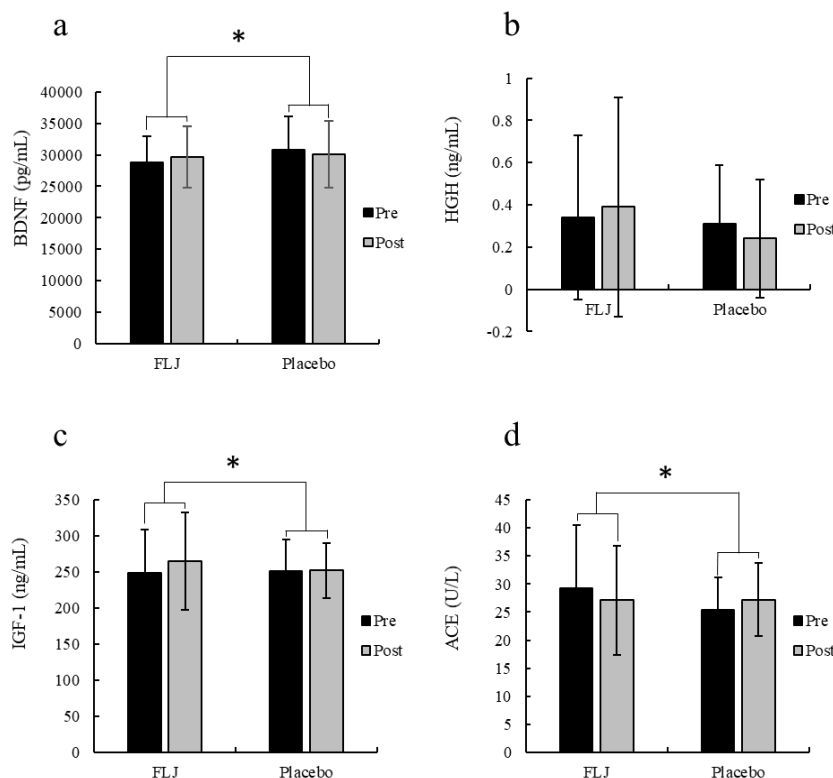 a
*
BDNF (pg/mL)
40000
35000
30000
25000
20000
15000
10000
5000
0
FLJ Placebo
Pre
Post
b
HGH (ng/mL)
1
0.8
0.6
0.4
0.2
0
-0.2
FLJ Placebo
Pre
Post
c
*
IGF-1 (ng/mL)
350
300
250
200
150
100
50
0
FLJ Placebo
Pre
Post
d
*
ACE (U/L)
45
40
35
30
25
20
15
10
5
0
FLJ Placebo
Pre
Post